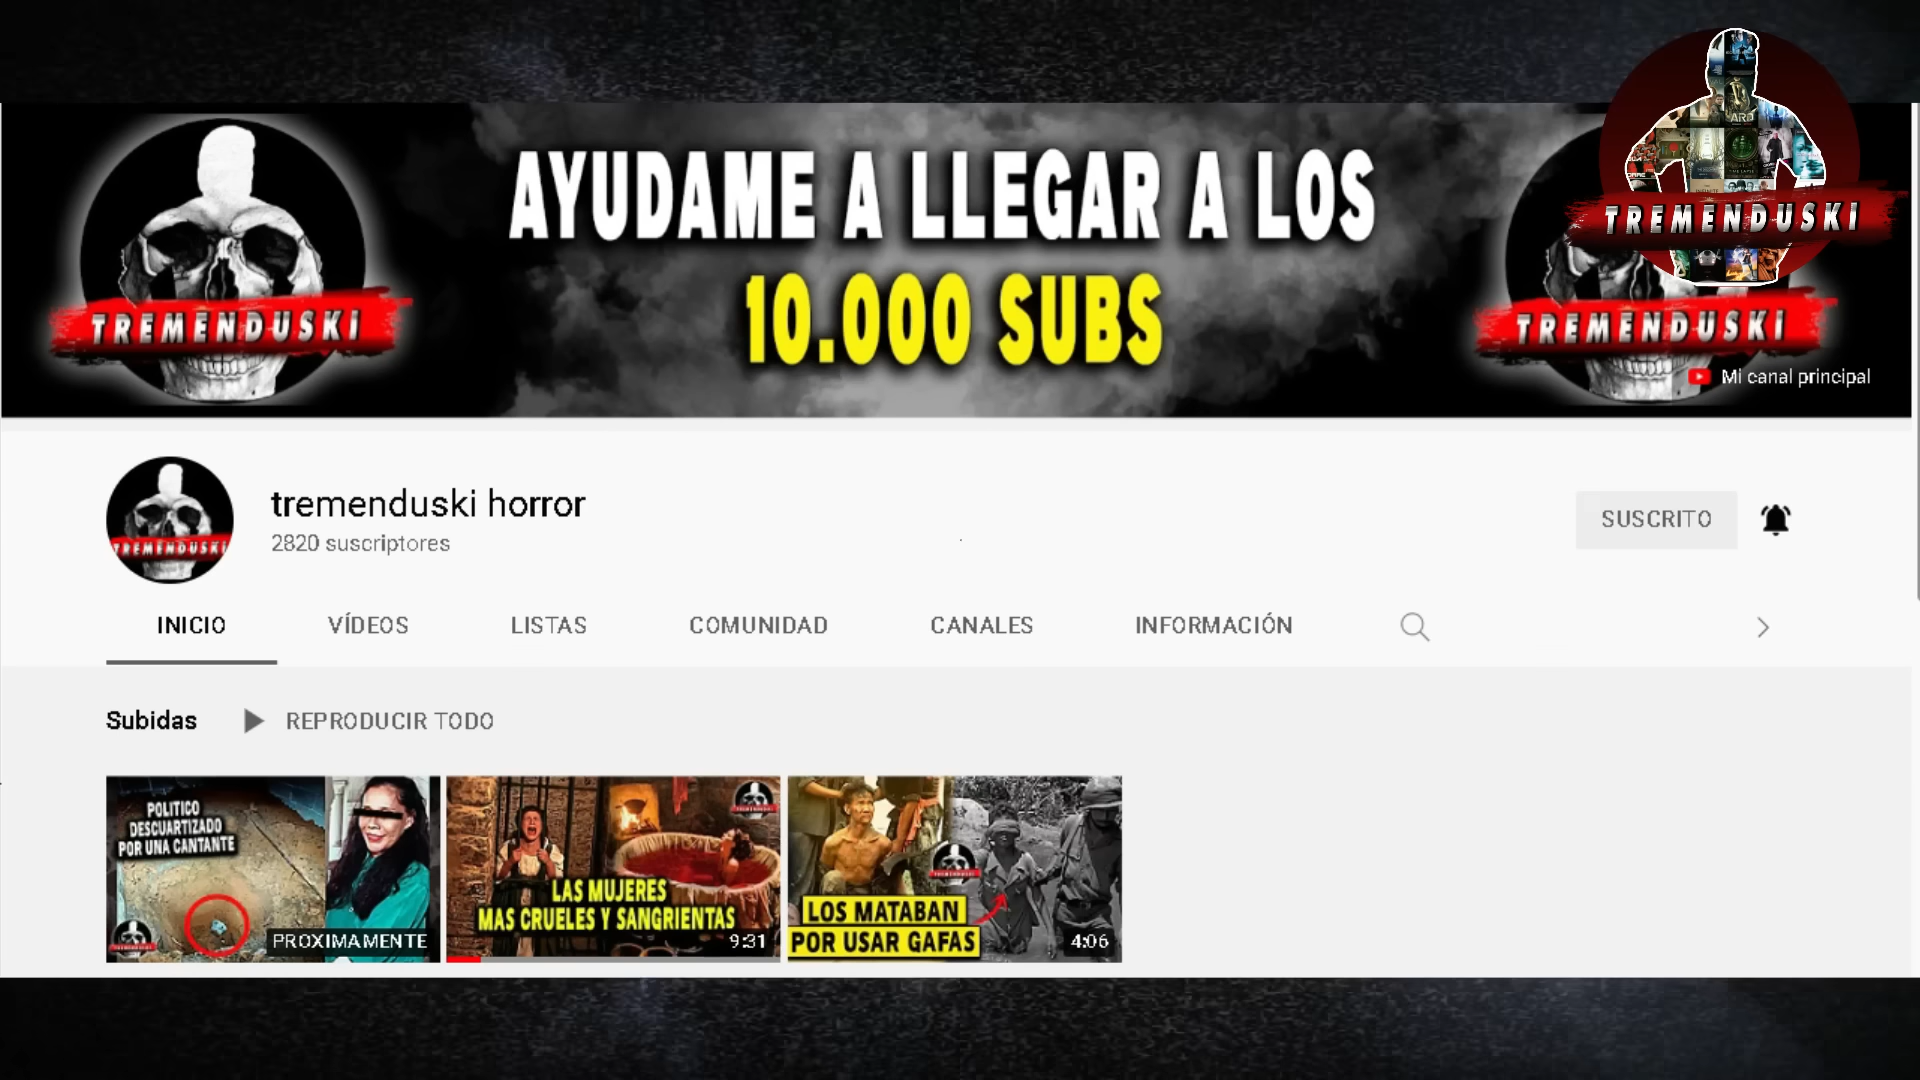 AYUDAME A LLEGAR A LOS
10.000 SUBS
TREMENDUSKI
TREMENDUSKI
TREMENDUSKI
Mi canal principal
TREMENDUSKI
tremenduski horror
2820 suscriptores
SUSCRITO
INICIO VÍDEOS LISTAS COMUNIDAD CANALES INFORMACIÓN
Subidas REPRODUCIR TODO
POLITICO
DESCUARTIZADO
POR UNA CANTANTE
PROXIMAMENTE
LAS MUJERES
MAS CRUELES Y SANGRIENTAS
9:31
LOS MATABAN
POR USAR GAFAS
4:06